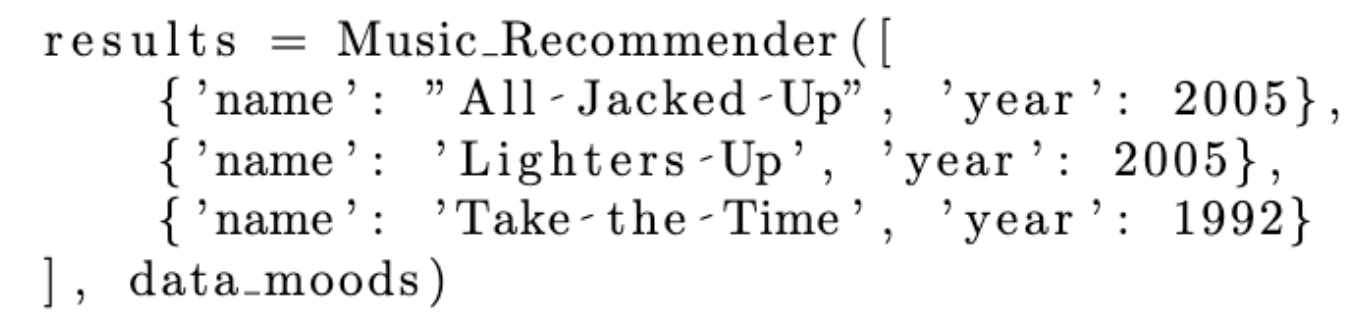 results = Music_Recommender([
{'name': "All-Jacked-Up", 'year': 2005},
{'name': 'Lighters-Up', 'year': 2005},
{'name': 'Take-the-Time', 'year': 1992}
], data_moods)